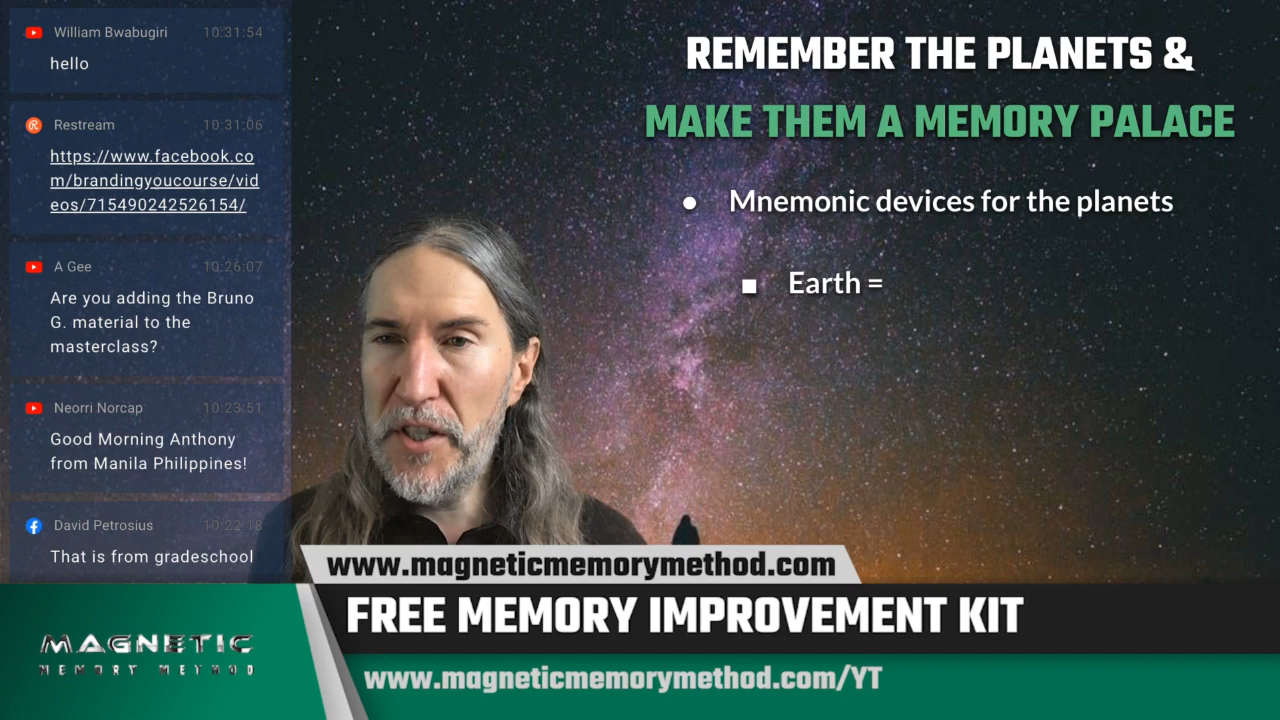 William Bwabugiri 10:31:54
hello
Restream 10:31:06
https://www.facebook.co
m/brandingyoucourse/vid
eos/715490242526154/
A Gee 10:26:07
Are you adding the Bruno
G. material to the
masterclass?
Neorri Norcap 10:23:51
Good Morning Anthony
from Manila Philippines!
David Petrosius 10:22:18
That is from gradeschool
REMEMBER THE PLANETS &
MAKE THEM A MEMORY PALACE
• Mnemonic devices for the planets
▪ Earth =
www.magneticmemorymethod.com
FREE MEMORY IMPROVEMENT KIT
www.magneticmemorymethod.com/YT
MAGNETIC
MEMORY METHOD